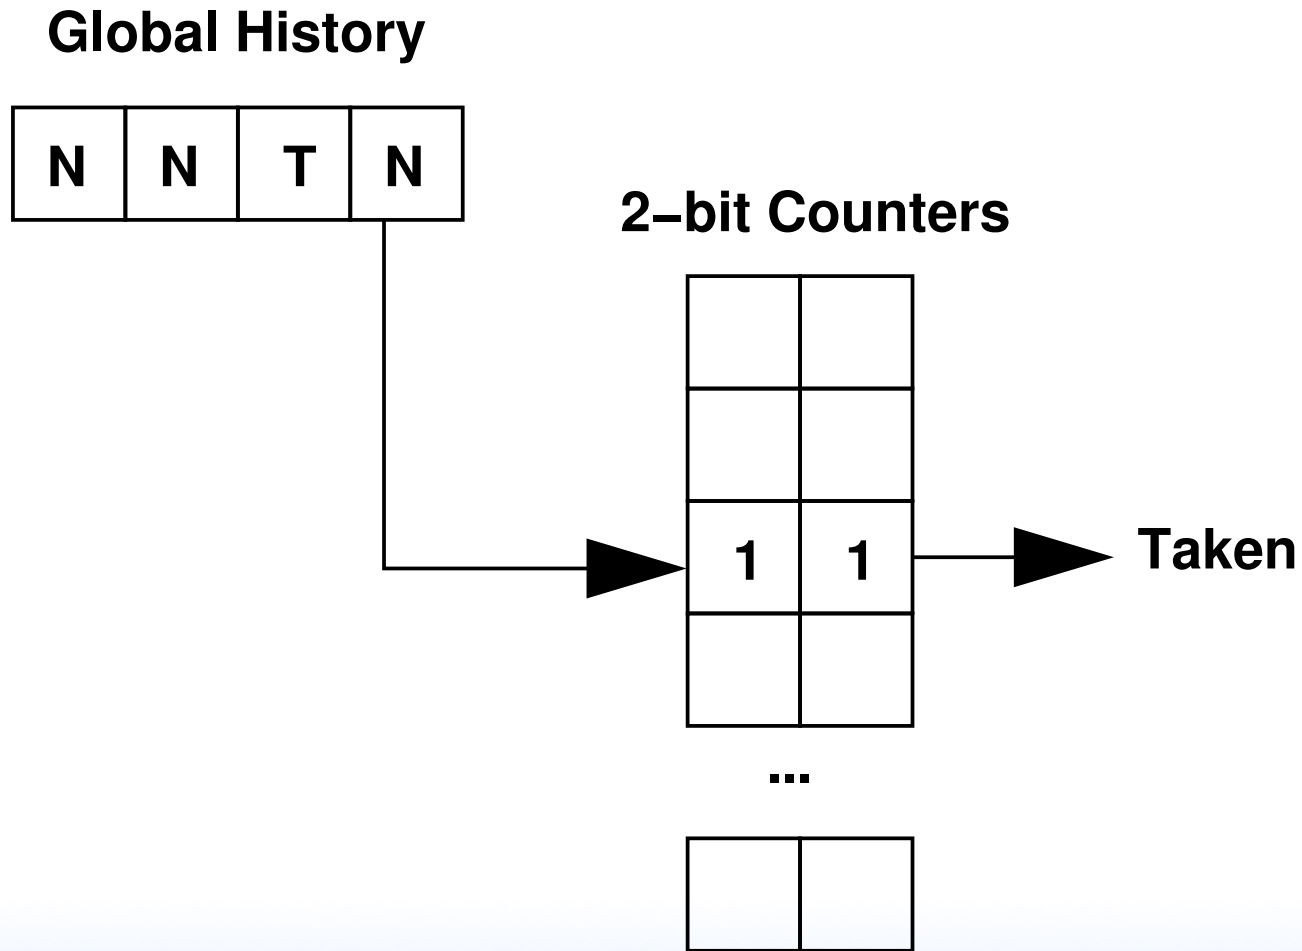 Global History
N N T N
2–bit Counters
1 1
Taken
...